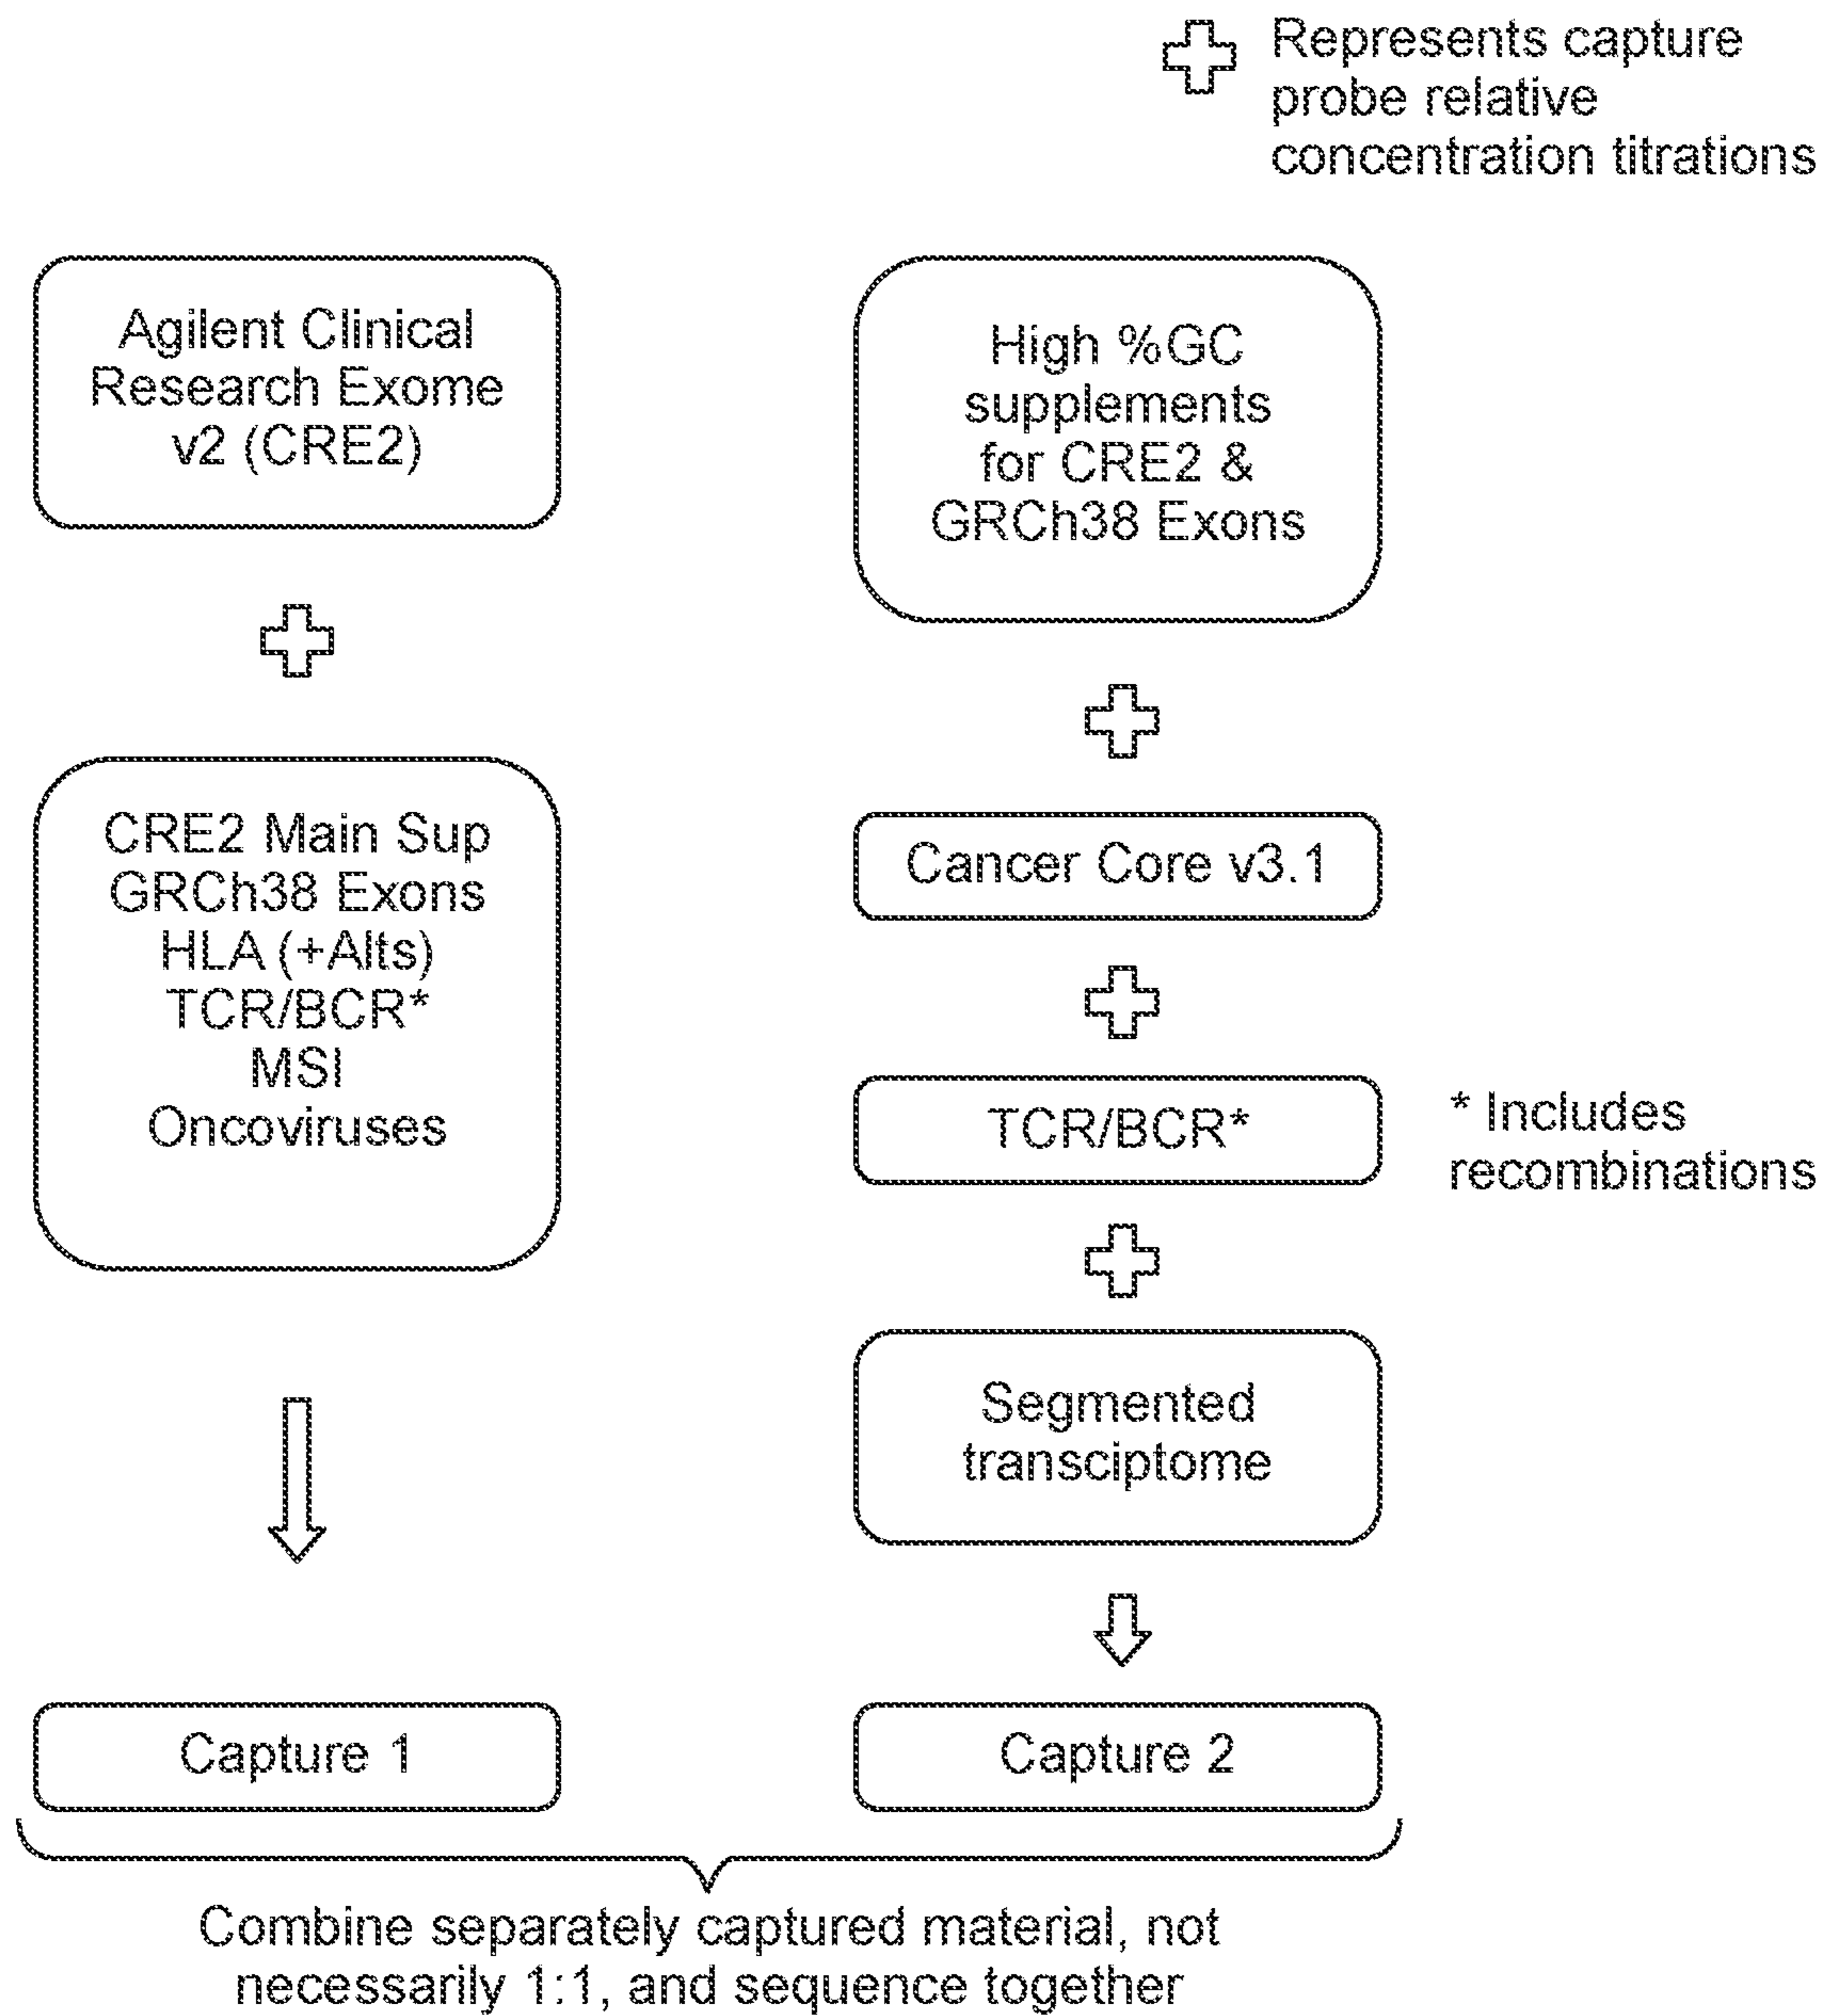 Represents capture
probe relative
concentration titrations
Agilent Clinical
Research Exome
v2 (CRE2)
CRE2 Main Sup
GRCh38 Exons
HLA (+Alts)
TCR/BCR*
MSI
Oncoviruses
Capture 1
High %GC
supplements
for CRE2 &
GRCh38 Exons
Cancer Core v3.1
TCR/BCR*
* Includes
recombinations
Segmented
transciptome
Capture 2
Combine separately captured material, not
necessarily 1:1, and sequence together